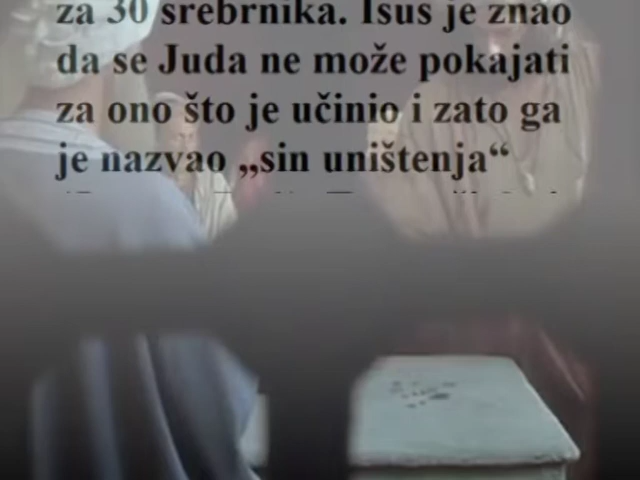 za 30 srebrnika. Isus je znao
da se Juda ne može pokajati
za ono što je učinio i zato ga
je nazvao „sin uništenja“